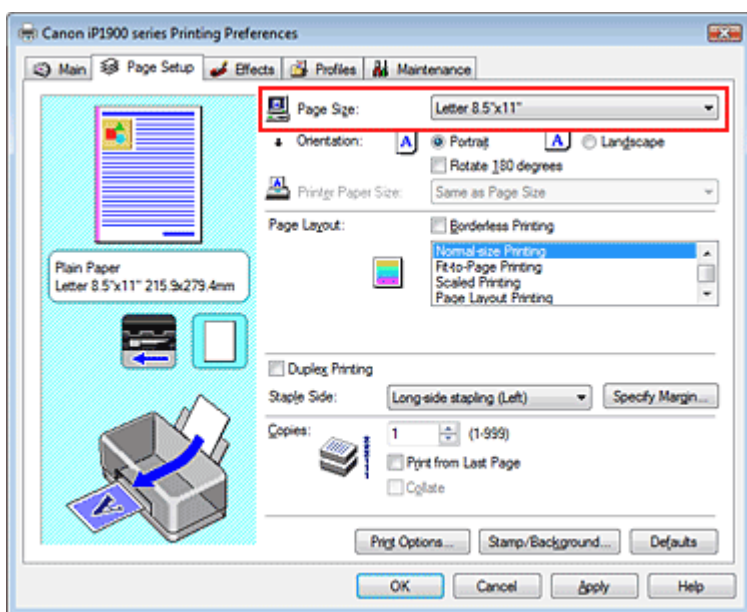 Canon iP1900 series Printing Preferences
Main Page Setup Effects Profiles Maintenance
Page Size: Letter 8.5"x11"
Orientation: A Portrait A Landscape
Rotate 180 degrees
Printer Paper Size: Same as Page Size
Page Layout: Borderless Printing
Normal-size Printing
Fit-to-Page Printing
Scaled Printing
Page Layout Printing
Plain Paper
Letter 8.5"x11" 215.9x279.4mm
Duplex Printing
Staple Side: Long-side stapling (Left) Specify Margin...
Copies: 1 (1-999)
Print from Last Page
Collate
Print Options... Stamp/Background... Defaults
OK Cancel Apply Help